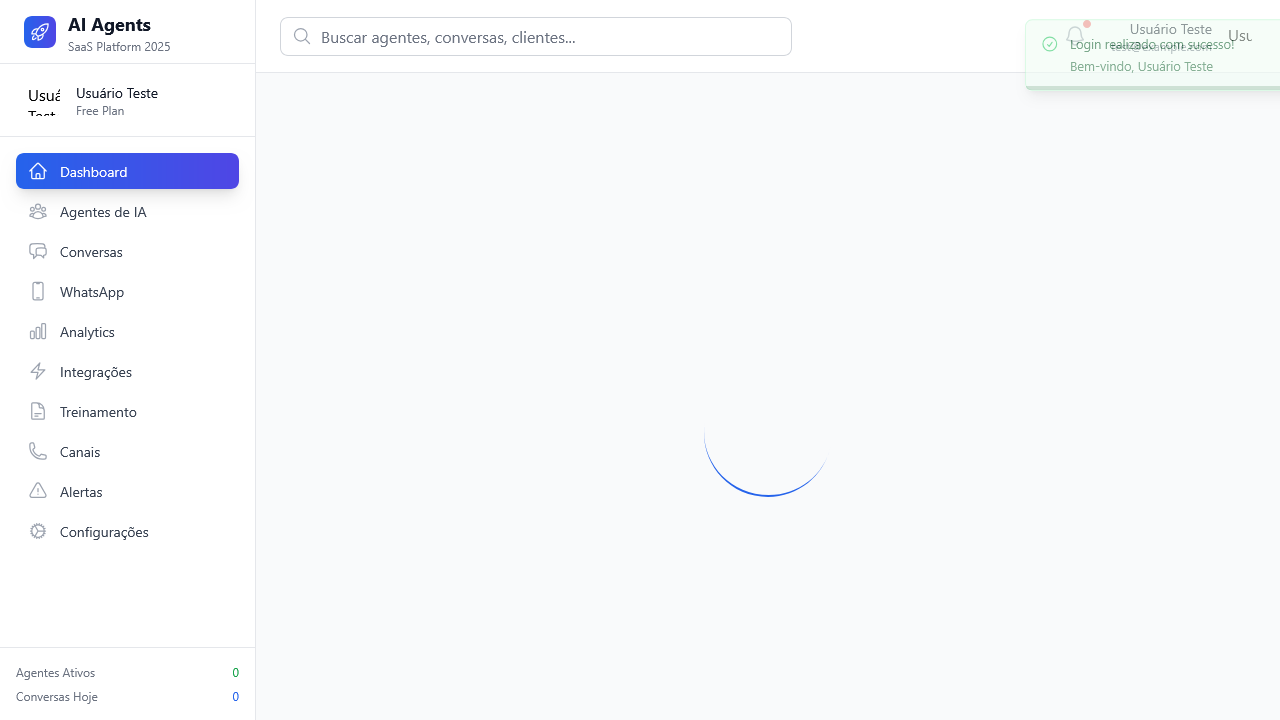 AI Agents
SaaS Platform 2025
Usuário Teste
Free Plan
Dashboard
Agentes de IA
Conversas
WhatsApp
Analytics
Integrações
Treinamento
Canais
Alertas
Configurações
Agentes Ativos 0
Conversas Hoje 0
Buscar agentes, conversas, clientes...
Usuário Teste
test@example.com
Usu
Login realizado com sucesso!
Bem-vindo, Usuário Teste